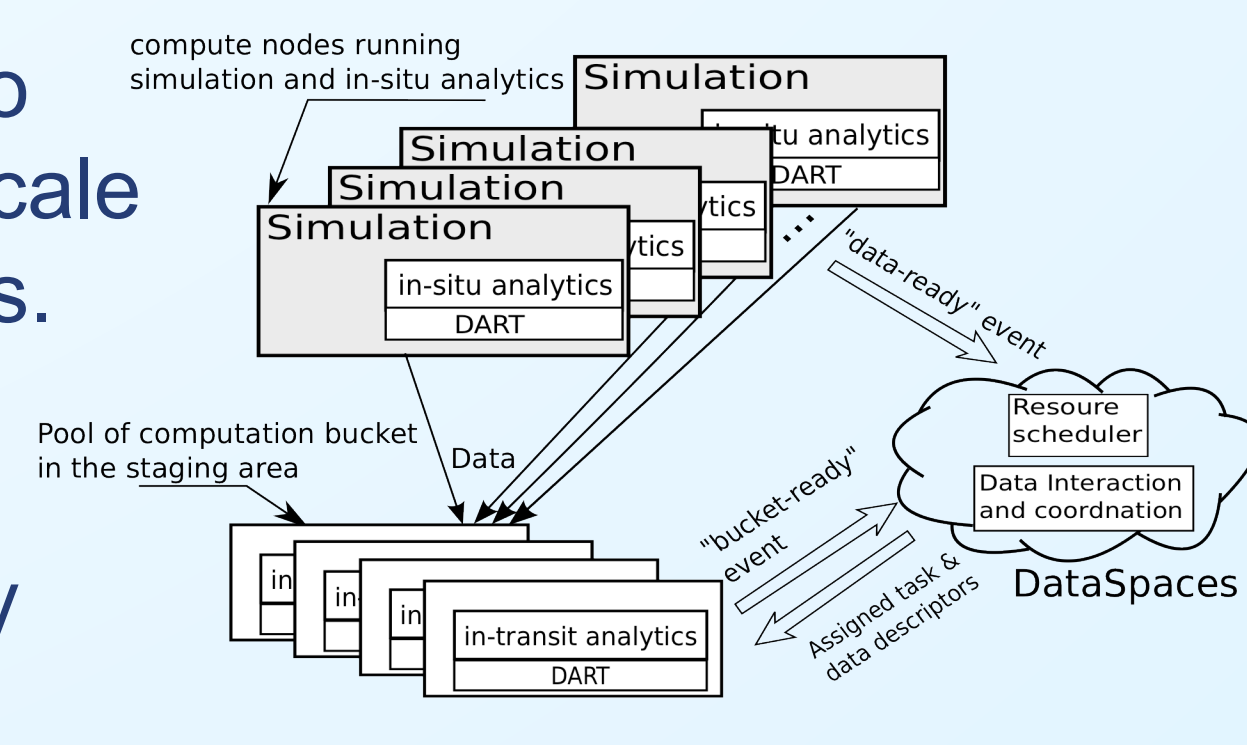 compute nodes running
simulation and in-situ analytics
Simulation
tu analytics
DART
Simulation
ytics
Simulation
ytics
Simulation
in-situ analytics
DART
cale
s.
"data-ready" event
Resoure
scheduler
Data Interaction
and coordnation
DataSpaces
Pool of computation bucket
in the staging area
Data
"bucket-ready"
event
Assigned task &
data descriptors
in
in-
in
in-transit analytics
DART
y